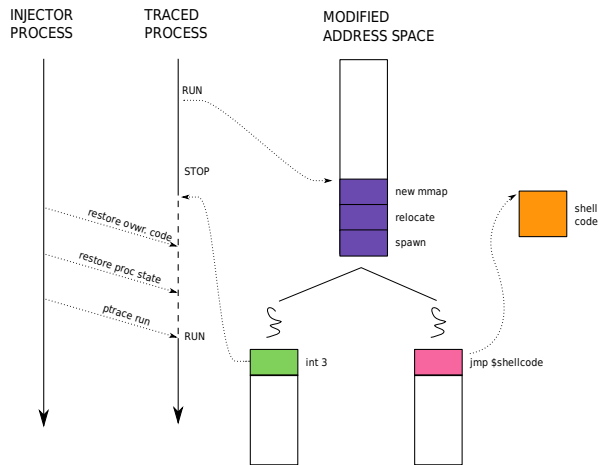 INJECTOR
PROCESS
TRACED
PROCESS
MODIFIED
ADDRESS SPACE
RUN
STOP
new mmap
relocate
spawn
shell
code
restore ovwr. code
restore proc state
ptrace run
RUN
int 3
jmp $shellcode